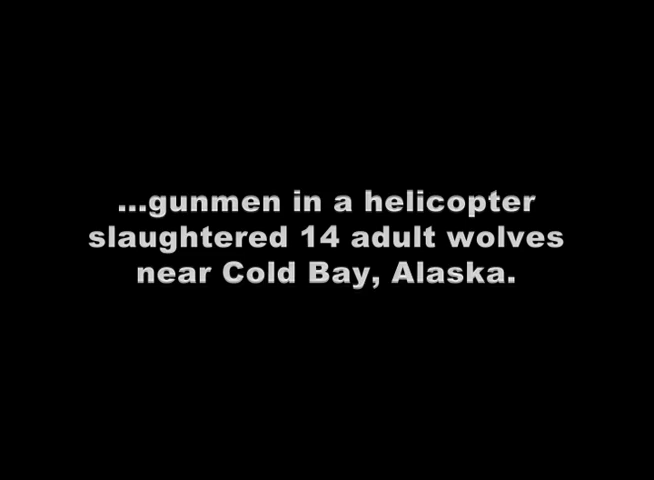 ...gunmen in a helicopter
slaughtered 14 adult wolves
near Cold Bay, Alaska.